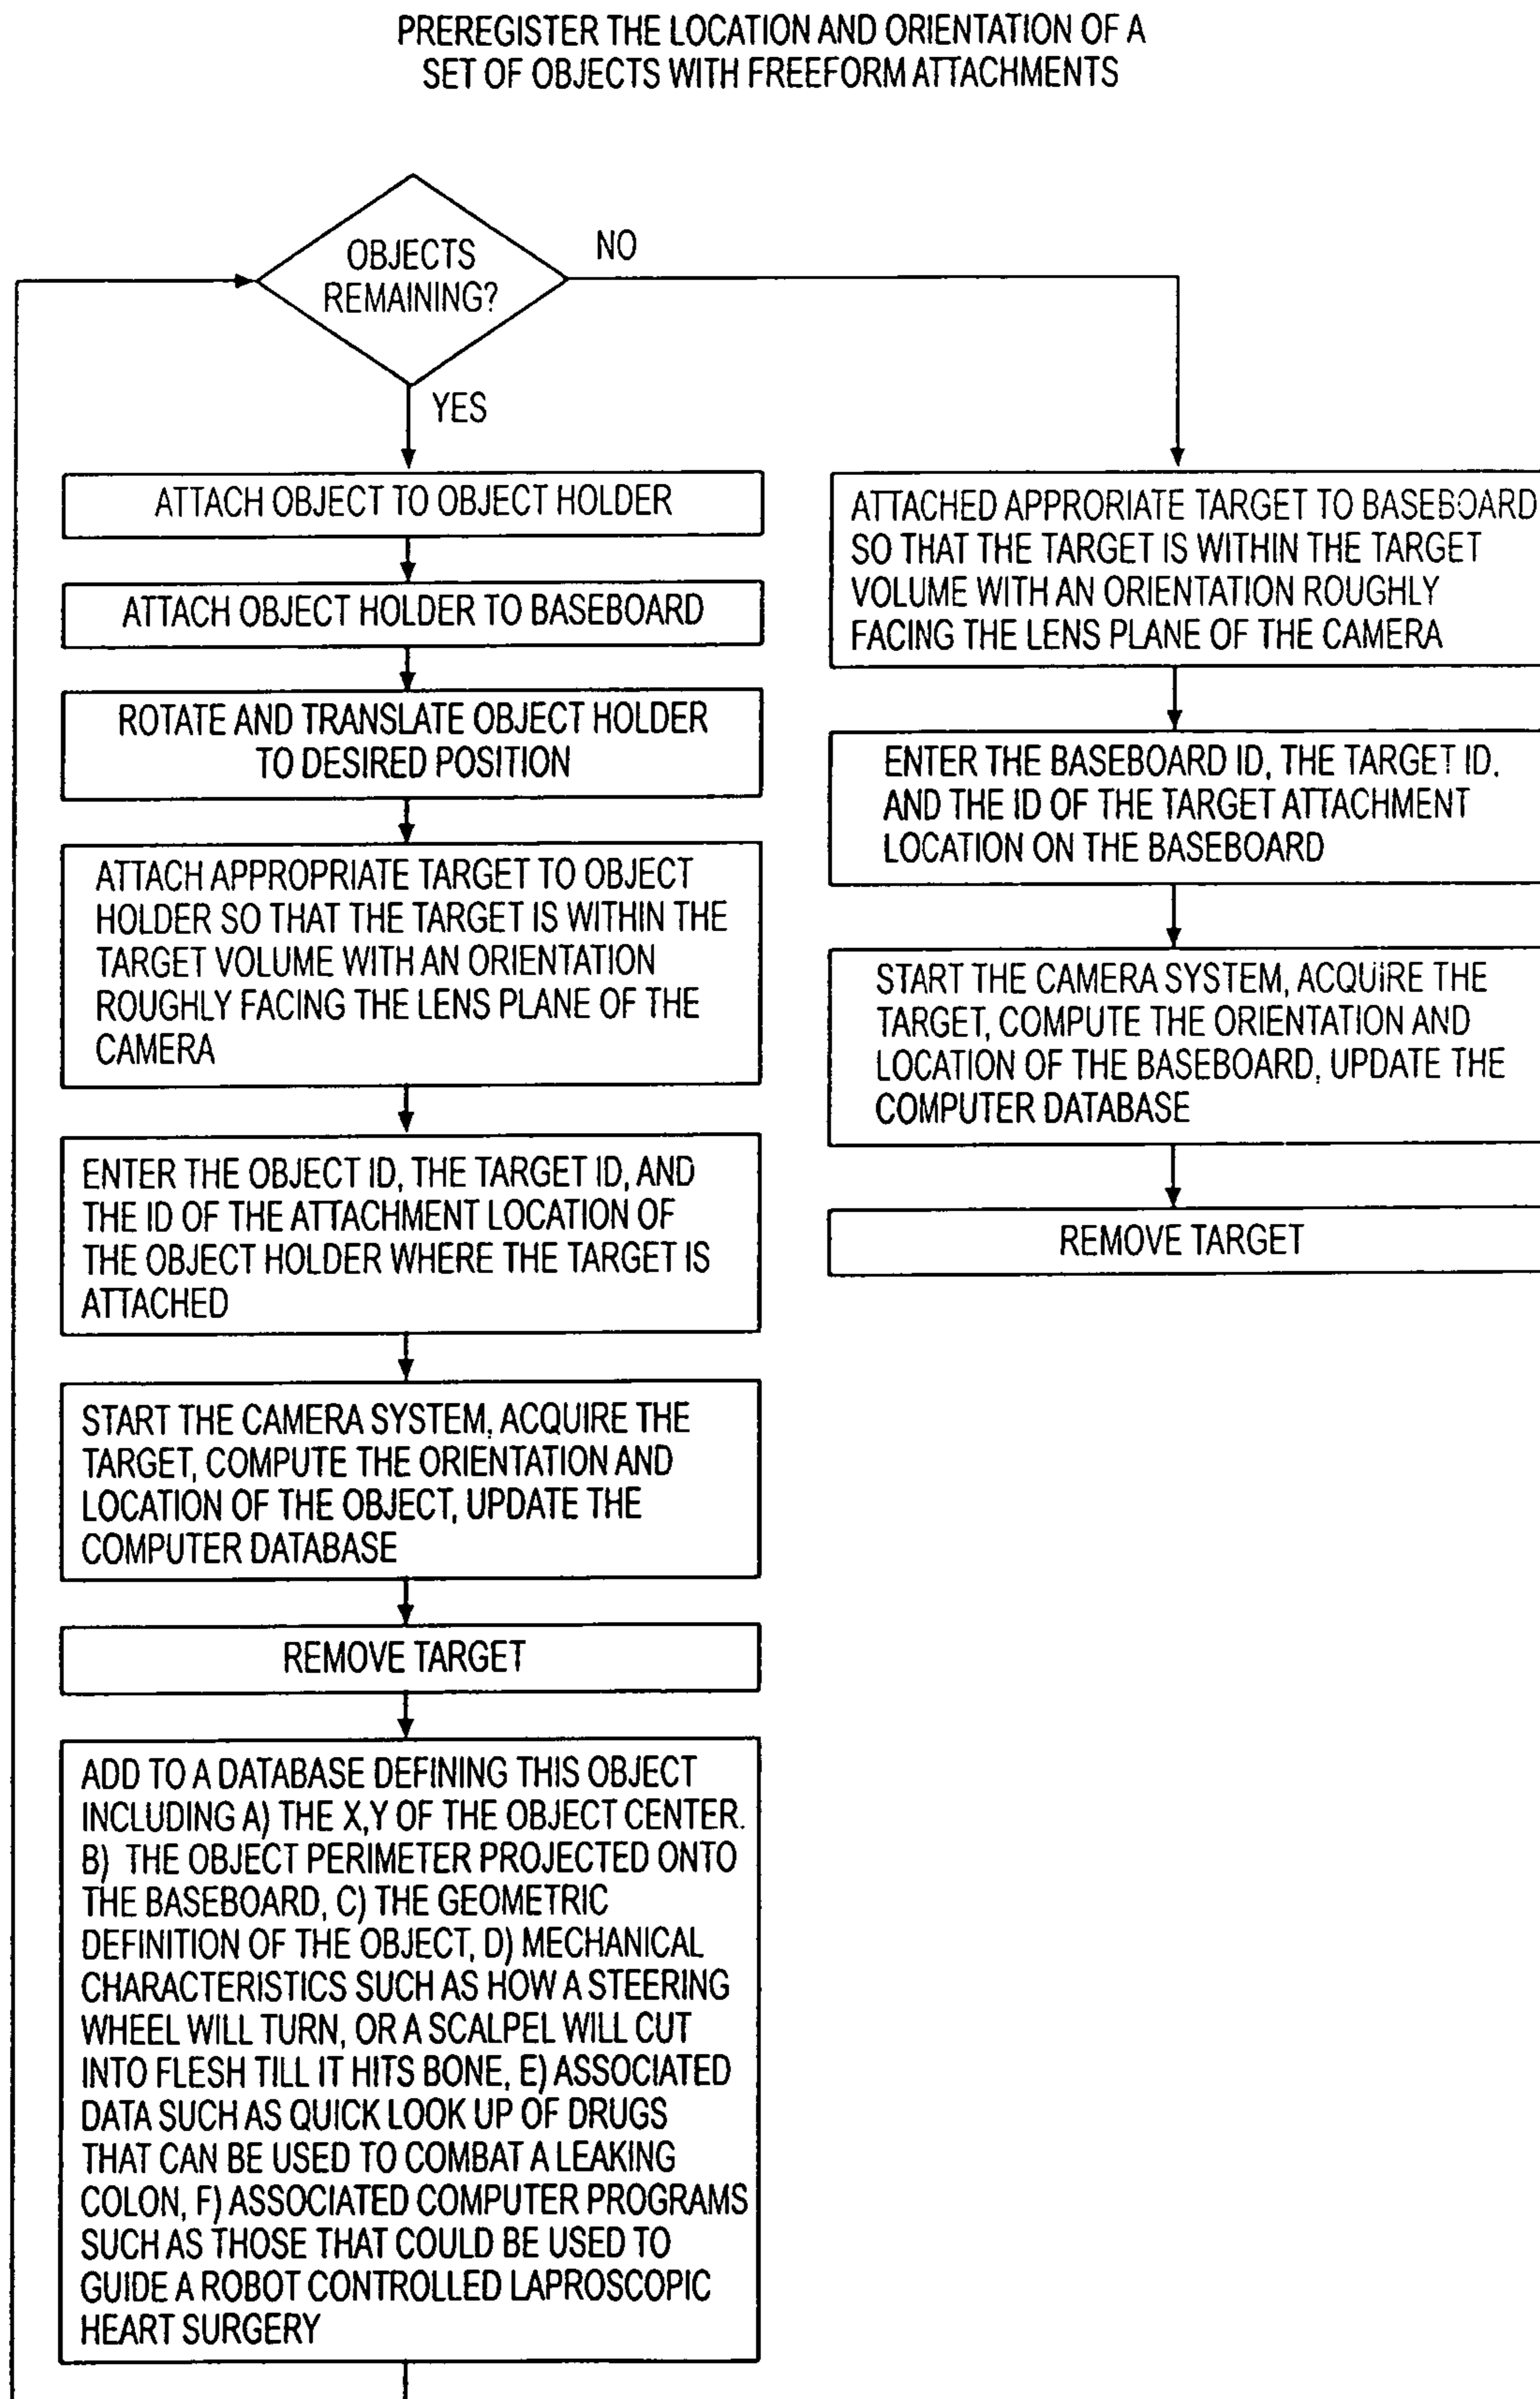 PREREGISTER THE LOCATION AND ORIENTATION OF A
SET OF OBJECTS WITH FREEFORM ATTACHMENTS
OBJECTS
REMAINING?
NO
YES
ATTACH OBJECT TO OBJECT HOLDER
ATTACH OBJECT HOLDER TO BASEBOARD
ROTATE AND TRANSLATE OBJECT HOLDER
TO DESIRED POSITION
ATTACH APPROPRIATE TARGET TO OBJECT
HOLDER SO THAT THE TARGET IS WITHIN THE
TARGET VOLUME WITH AN ORIENTATION
ROUGHLY FACING THE LENS PLANE OF THE
CAMERA
ENTER THE OBJECT ID, THE TARGET ID, AND
THE ID OF THE ATTACHMENT LOCATION OF
THE OBJECT HOLDER WHERE THE TARGET IS
ATTACHED
START THE CAMERA SYSTEM, ACQUIRE THE
TARGET, COMPUTE THE ORIENTATION AND
LOCATION OF THE OBJECT, UPDATE THE
COMPUTER DATABASE
REMOVE TARGET
ADD TO A DATABASE DEFINING THIS OBJECT
INCLUDING A) THE X,Y OF THE OBJECT CENTER.
B) THE OBJECT PERIMETER PROJECTED ONTO
THE BASEBOARD, C) THE GEOMETRIC
DEFINITION OF THE OBJECT, D) MECHANICAL
CHARACTERISTICS SUCH AS HOW A STEERING
WHEEL WILL TURN, OR A SCALPEL WILL CUT
INTO FLESH TILL IT HITS BONE, E) ASSOCIATED
DATA SUCH AS QUICK LOOK UP OF DRUGS
THAT CAN BE USED TO COMBAT A LEAKING
COLON, F) ASSOCIATED COMPUTER PROGRAMS
SUCH AS THOSE THAT COULD BE USED TO
GUIDE A ROBOT CONTROLLED LAPROSCOPIC
HEART SURGERY
ATTACHED APPRORIATE TARGET TO BASEBOARD
SO THAT THE TARGET IS WITHIN THE TARGET
VOLUME WITH AN ORIENTATION ROUGHLY
FACING THE LENS PLANE OF THE CAMERA
ENTER THE BASEBOARD ID, THE TARGET ID,
AND THE ID OF THE TARGET ATTACHMENT
LOCATION ON THE BASEBOARD
START THE CAMERA SYSTEM, ACQUIRE THE
TARGET, COMPUTE THE ORIENTATION AND
LOCATION OF THE BASEBOARD, UPDATE THE
COMPUTER DATABASE
REMOVE TARGET